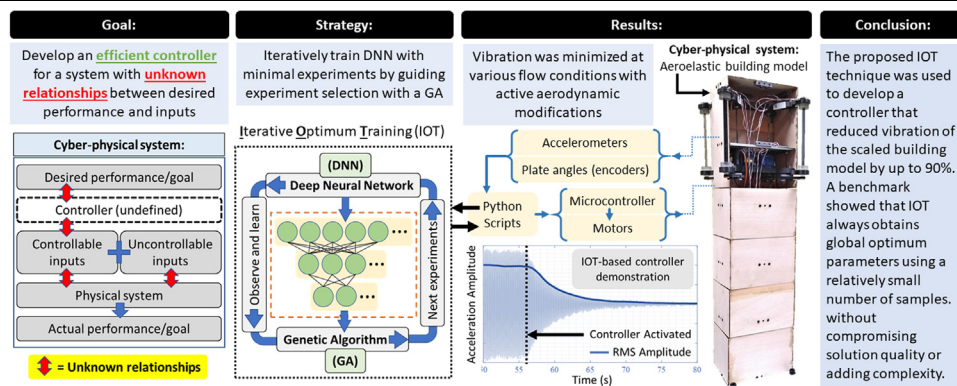 Goal:
Develop an efficient controller
for a system with unknown
relationships between desired
performance and inputs
Cyber-physical system:
Desired performance/goal
Controller (undefined)
Controllable
inputs
Uncontrollable
inputs
Physical system
Actual performance/goal
= Unknown relationships
Strategy:
Iteratively train DNN with
minimal experiments by guiding
experiment selection with a GA
Iterative Optimum Training (IOT)
(DNN)
Deep Neural Network
Observe and learn
Next experiments
Genetic Algorithm
(GA)
Results:
Vibration was minimized at
various flow conditions with
active aerodynamic
modifications
Cyber-physical system:
Aeroelastic building model
Accelerometers
Plate angles (encoders)
Python
Scripts
Microcontroller
Motors
IOT-based controller
demonstration
Acceleration Amplitude
Controller Activated
RMS Amplitude
50 55 60 65 70 75 80
Time (s)
Conclusion:
The proposed IOT
technique was used
to develop a
controller that
reduced vibration of
the scaled building
model by up to 90%.
A benchmark
showed that IOT
always obtains
global optimum
parameters using a
relatively small
number of samples.
without
compromising
solution quality or
adding complexity.